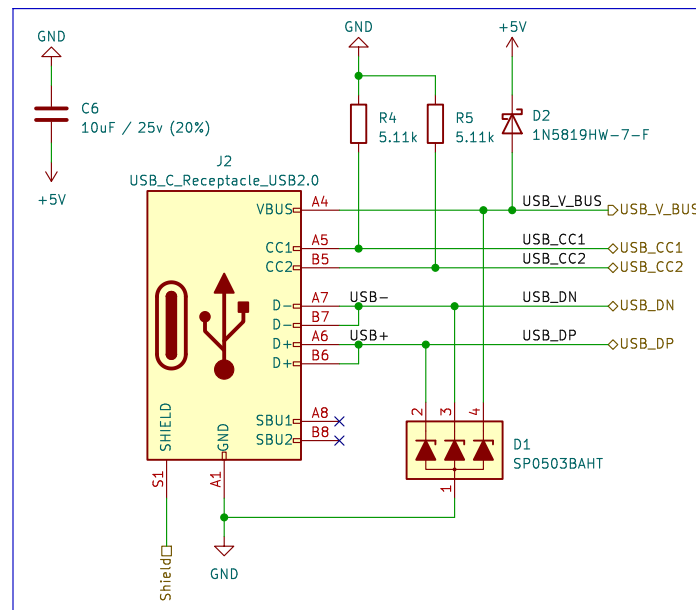 GND
C6
10uF / 25v (20%)
+5V
GND
R4
5.11k
R5
5.11k
+5V
D2
1N5819HW-7-F
J2
USB_C_Receptacle_USB2.0
VBUS
A4
USB_V_BUS
USB_V_BUS
CC1
A5
USB_CC1
USB_CC1
CC2
B5
USB_CC2
USB_CC2
D-
A7
USB-
USB_DN
USB_DN
D-
B7
D+
A6
USB+
USB_DP
USB_DP
D+
B6
SBU1
A8
SBU2
B8
SHIELD
GND
S1
A1
2
3
4
1
D1
SP0503BAHT
Shield
GND